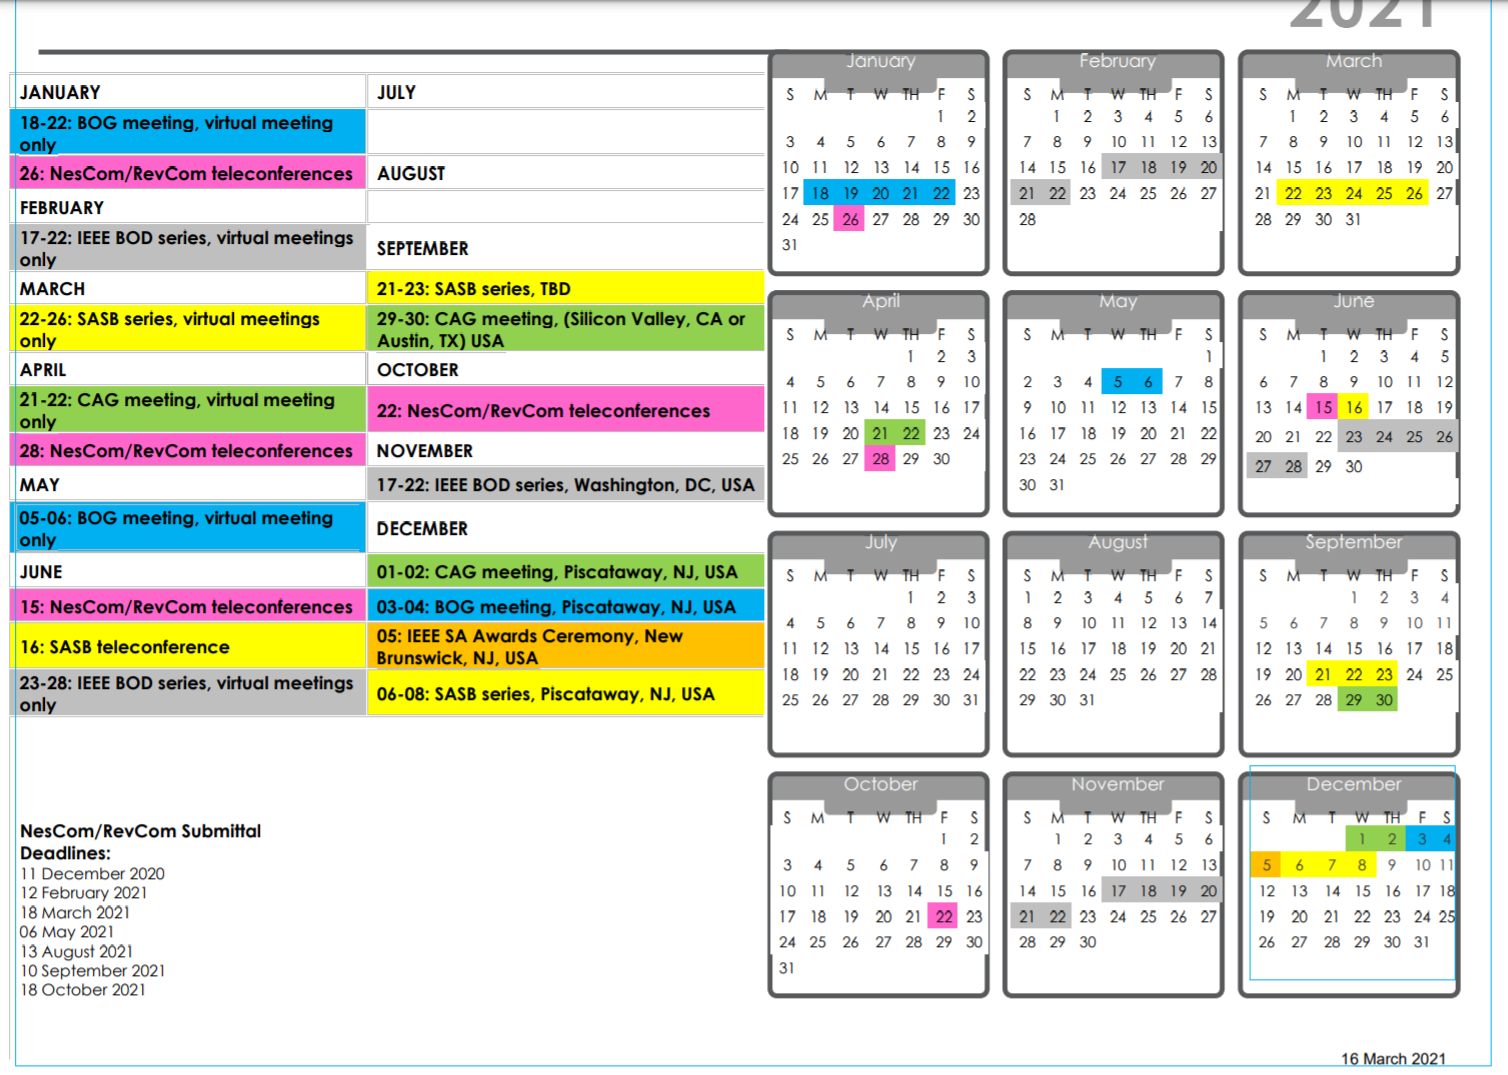 2021
JANUARY
18-22: BOG meeting, virtual meeting
only
26: NesCom/RevCom teleconferences
FEBRUARY
17-22: IEEE BOD series, virtual meetings
only
MARCH
22-26: SASB series, virtual meetings
only
APRIL
21-22: CAG meeting, virtual meeting
only
28: NesCom/RevCom teleconferences
MAY
05-06: BOG meeting, virtual meeting
only
JUNE
15: NesCom/RevCom teleconferences
16: SASB teleconference
23-28: IEEE BOD series, virtual meetings
only
JULY
AUGUST
SEPTEMBER
21-23: SASB series, TBD
29-30: CAG meeting, (Silicon Valley, CA or
Austin, TX) USA
OCTOBER
22: NesCom/RevCom teleconferences
NOVEMBER
17-22: IEEE BOD series, Washington, DC, USA
DECEMBER
01-02: CAG meeting, Piscataway, NJ, USA
03-04: BOG meeting, Piscataway, NJ, USA
05: IEEE SA Awards Ceremony, New
Brunswick, NJ, USA
06-08: SASB series, Piscataway, NJ, USA
NesCom/RevCom Submittal
Deadlines:
11 December 2020
12 February 2021
18 March 2021
06 May 2021
13 August 2021
10 September 2021
18 October 2021
January
S M T W TH F S
1 2
3 4 5 6 7 8 9
10 11 12 13 14 15 16
17 18 19 20 21 22 23
24 25 26 27 28 29 30
31
February
S M T W TH F S
1 2 3 4 5 6
7 8 9 10 11 12 13
14 15 16 17 18 19 20
21 22 23 24 25 26 27
28
March
S M T W TH F S
1 2 3 4 5 6
7 8 9 10 11 12 13
14 15 16 17 18 19 20
21 22 23 24 25 26 27
28 29 30 31
April
S M T W TH F S
1 2 3
4 5 6 7 8 9 10
11 12 13 14 15 16 17
18 19 20 21 22 23 24
25 26 27 28 29 30
May
S M T W TH F S
1
2 3 4 5 6 7 8
9 10 11 12 13 14 15
16 17 18 19 20 21 22
23 24 25 26 27 28 29
30 31
June
S M T W TH F S
1 2 3 4 5
6 7 8 9 10 11 12
13 14 15 16 17 18 19
20 21 22 23 24 25 26
27 28 29 30
July
S M T W TH F S
1 2 3
4 5 6 7 8 9 10
11 12 13 14 15 16 17
18 19 20 21 22 23 24
25 26 27 28 29 30 31
August
S M T W TH F S
1 2 3 4 5 6 7
8 9 10 11 12 13 14
15 16 17 18 19 20 21
22 23 24 25 26 27 28
29 30 31
September
S M T W TH F S
1 2 3 4
5 6 7 8 9 10 11
12 13 14 15 16 17 18
19 20 21 22 23 24 25
26 27 28 29 30
October
S M T W TH F S
1 2
3 4 5 6 7 8 9
10 11 12 13 14 15 16
17 18 19 20 21 22 23
24 25 26 27 28 29 30
31
November
S M T W TH F S
1 2 3 4 5 6
7 8 9 10 11 12 13
14 15 16 17 18 19 20
21 22 23 24 25 26 27
28 29 30
December
S M T W TH F S
1 2 3 4
5 6 7 8 9 10 11
12 13 14 15 16 17 18
19 20 21 22 23 24 25
26 27 28 29 30 31
16 March 2021